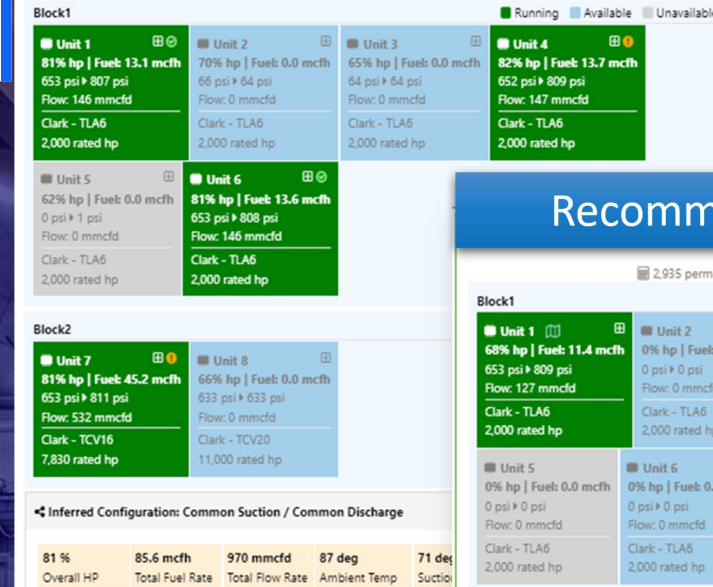 Block1
Running Available Unavailable
Unit 1
81% hp | Fuel: 13.1 mcfh
653 psi 807 psi
Flow: 146 mmcfd
Clark - TLA6
2,000 rated hp
Unit 2
70% hp | Fuel: 0.0 mcfh
66 psi 64 psi
Flow: 0 mmcfd
Clark - TLA6
2,000 rated hp
Unit 3
65% hp | Fuel: 0.0 mcfh
64 psi 64 psi
Flow: 0 mmcfd
Clark - TLA6
2,000 rated hp
Unit 4
82% hp | Fuel: 13.7 mcfh
652 psi 809 psi
Flow: 147 mmcfd
Clark - TLA6
2,000 rated hp
Unit 5
62% hp | Fuel: 0.0 mcfh
0 psi 1 psi
Flow: 0 mmcfd
Clark - TLA6
2,000 rated hp
Unit 6
81% hp | Fuel: 13.6 mcfh
653 psi 808 psi
Flow: 146 mmcfd
Clark - TLA6
2,000 rated hp
Block2
Unit 7
81% hp | Fuel: 45.2 mcfh
653 psi 811 psi
Flow: 532 mmcfd
Clark - TCV16
7,830 rated hp
Unit 8
66% hp | Fuel: 0.0 mcfh
633 psi 633 psi
Flow: 0 mmcfd
Clark - TCV20
11,000 rated hp
Inferred Configuration: Common Suction / Common Discharge
81 % 85.6 mcfh 970 mmcfd 87 deg 71 deg
Overall HP Total Fuel Rate Total Flow Rate Ambient Temp Suctio
Recomm
2,935 perm
Block1
Unit 1
68% hp | Fuel: 11.4 mcfh
653 psi 809 psi
Flow: 127 mmcfd
Clark - TLA6
2,000 rated hp
Unit 2
0% hp | Fuel:
0 psi 0 psi
Flow: 0 mmcf
Clark - TLA6
2,000 rated h
Unit 5
0% hp | Fuel: 0.0 mcfh
0 psi 0 psi
Flow: 0 mmcfd
Clark - TLA6
2,000 rated hp
Unit 6
0% hp | Fuel: 0.
0 psi 0 psi
Flow: 0 mmcfd
Clark - TLA6
2,000 rated hp